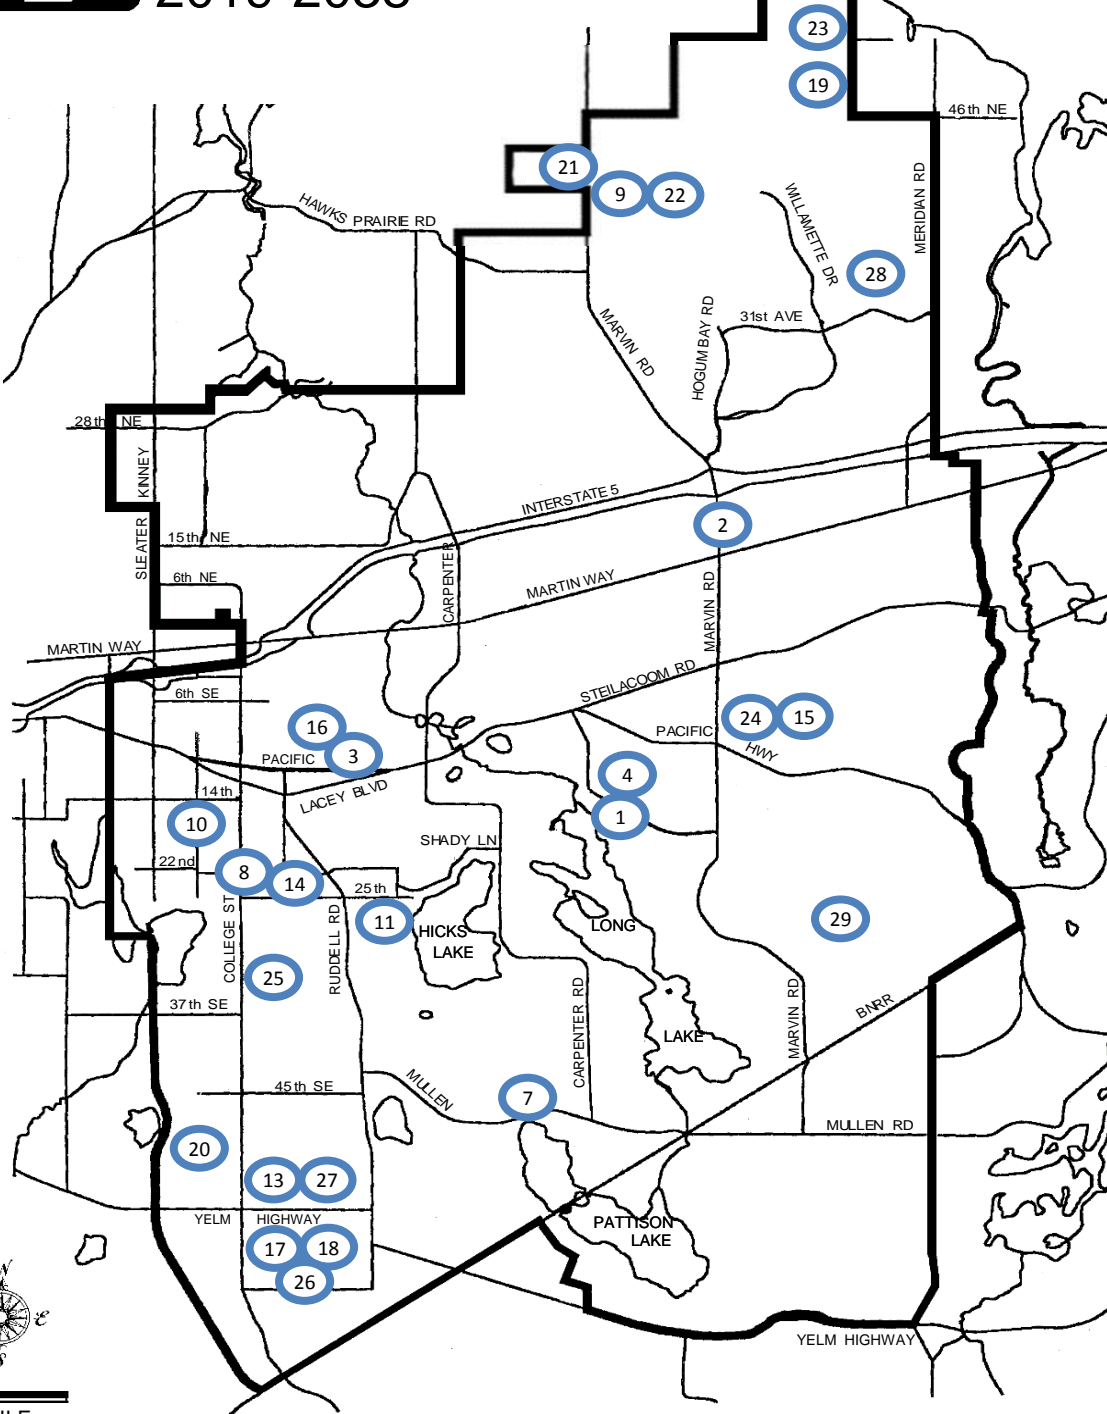 23
19
46th NE
21
9
22
HAWKS PRAIRIE RD
WILLAMETTE DR
MERIDIAN RD
28
MARVIN RD
HOGUM BAY RD
31st AVE
28th NE
SLEATER KINNEY
INTERSTATE 5
2
15th NE
6th NE
CARPENTER
MARTIN WAY
MARVIN RD
MARTIN WAY
STEILACOOM RD
6th SE
16
3
24
15
PACIFIC
PACIFIC HWY
4
LACEY BLVD
14th
1
10
SHADY LN
22nd
8
14
25th
11
HICKS LAKE
LONG LAKE
29
COLLEGE ST
RUDDELL RD
25
37th SE
CARPENTER RD
MARVIN RD
BNRR
45th SE
MULLEN
7
MULLEN RD
20
13
27
YELM HIGHWAY
PATTISON LAKE
17
18
26
N
E
S
YELM HIGHWAY